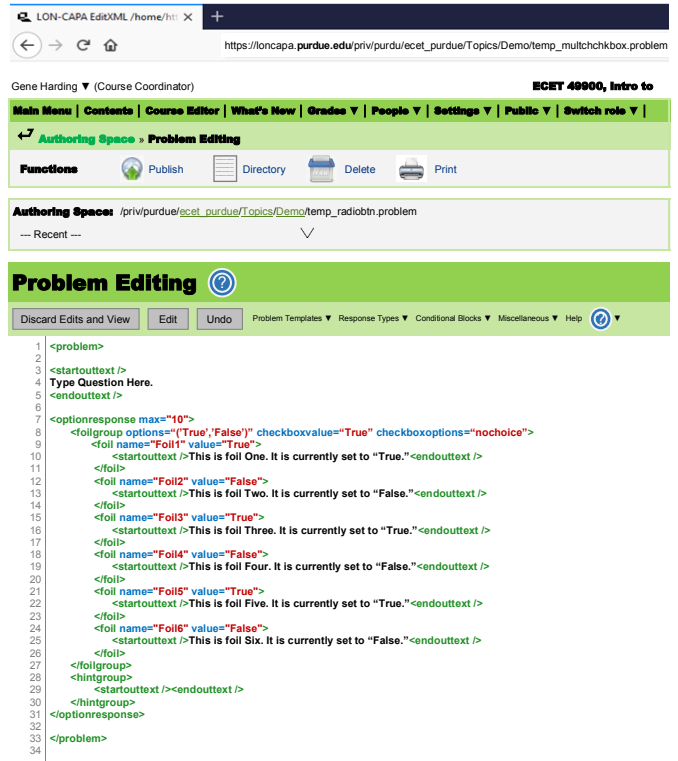 LON-CAPA EditXML /home/htt
https://loncapa.purdue.edu/priv/purdu/ecet_purdue/Topics/Demo/temp_multchchkbox.problem
Gene Harding ▼ (Course Coordinator) ECET 49900, Intro to
Main Menu | Contents | Course Editor | What's New | Grades ▼ | People ▼ | Settings ▼ | Public ▼ | Switch role ▼ |
Authoring Space » Problem Editing
Functions Publish Directory Delete Print
Authoring Space: /priv/purdue/ecet_purdue/Topics/Demo/temp_radiobtn.problem
--- Recent ---
Problem Editing
Discard Edits and View Edit Undo Problem Templates ▼ Response Types ▼ Conditional Blocks ▼ Miscellaneous ▼ Help ▼
1 <problem>
2
3 <startouttext />
4 Type Question Here.
5 <endouttext />
6
7 <optionresponse max="10">
8 <foilgroup options=“('True','False')” checkboxvalue=“True” checkboxoptions=“nochoice”>
9 <foil name="Foil1" value="True">
10 <startouttext />This is foil One. It is currently set to “True.”<endouttext />
11 </foil>
12 <foil name="Foil2" value="False">
13 <startouttext />This is foil Two. It is currently set to “False.”<endouttext />
14 </foil>
15 <foil name="Foil3" value="True">
16 <startouttext />This is foil Three. It is currently set to “True.”<endouttext />
17 </foil>
18 <foil name="Foil4" value="False">
19 <startouttext />This is foil Four. It is currently set to “False.”<endouttext />
20 </foil>
21 <foil name="Foil5" value="True">
22 <startouttext />This is foil Five. It is currently set to “True.”<endouttext />
23 </foil>
24 <foil name="Foil6" value="False">
25 <startouttext />This is foil Six. It is currently set to “False.”<endouttext />
26 </foil>
27 </foilgroup>
28 <hintgroup>
29 <startouttext /><endouttext />
30 </hintgroup>
31 </optionresponse>
32
33 </problem>
34